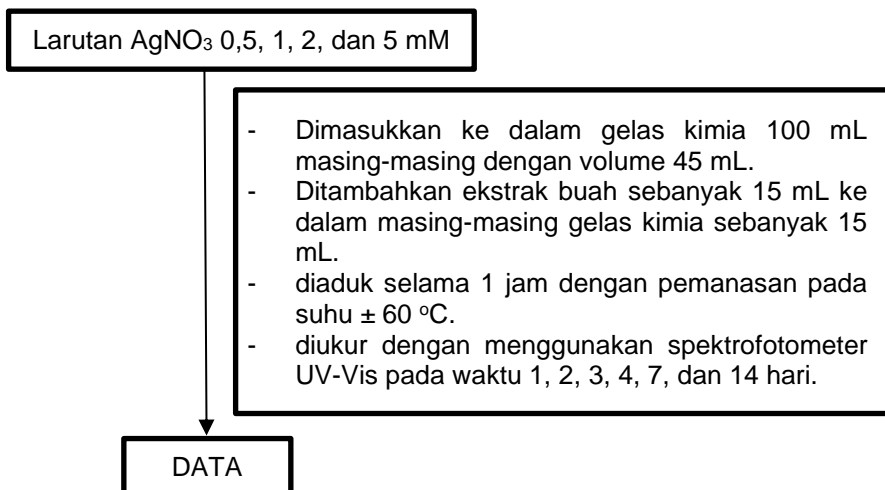 Larutan AgNO₃ 0,5, 1, 2, dan 5 mM
- Dimasukkan ke dalam gelas kimia 100 mL
masing-masing dengan volume 45 mL.
- Ditambahkan ekstrak buah sebanyak 15 mL ke
dalam masing-masing gelas kimia sebanyak 15
mL.
- diaduk selama 1 jam dengan pemanasan pada
suhu ± 60 ᵒC.
- diukur dengan menggunakan spektrofotometer
UV-Vis pada waktu 1, 2, 3, 4, 7, dan 14 hari.
DATA